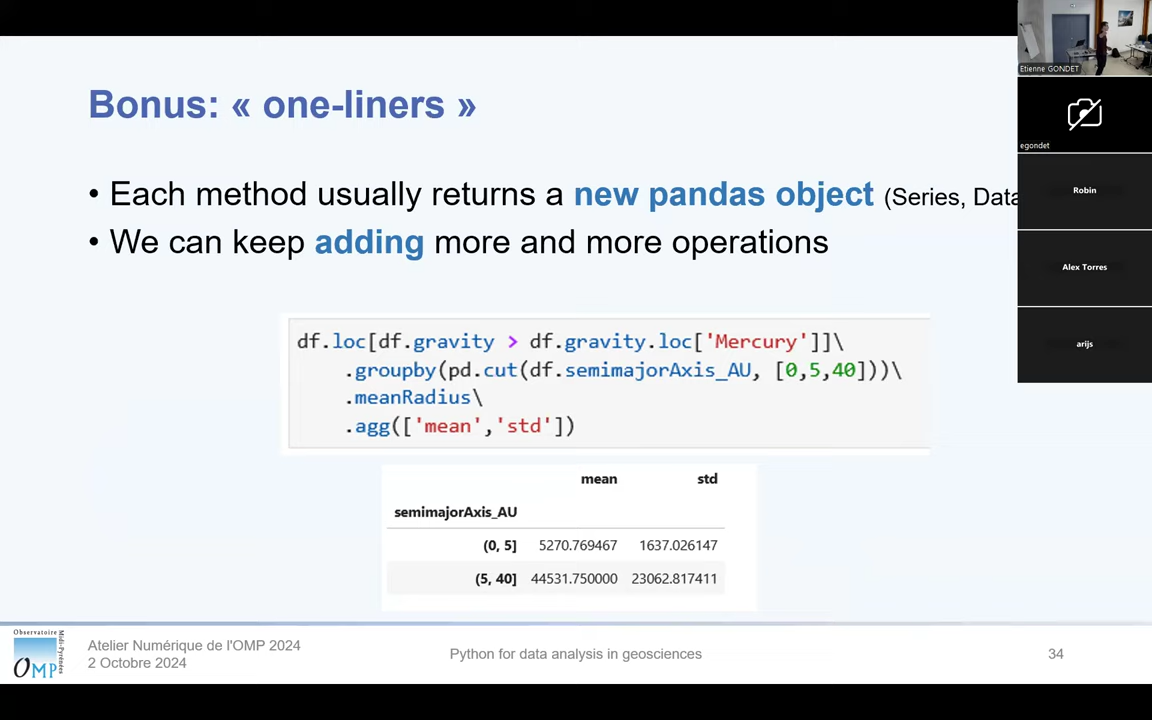 Bonus: « one-liners »
• Each method usually returns a new pandas object (Series, Data
• We can keep adding more and more operations
df.loc[df.gravity > df.gravity.loc['Mercury']]\
.groupby(pd.cut(df.semimajorAxis_AU, [0,5,40]))\
.meanRadius\
.agg(['mean','std'])
mean std
semimajorAxis_AU
(0, 5] 5270.769467 1637.026147
(5, 40] 44531.750000 23062.817411
Observatoire Midi-Pyrénées
OMP
Atelier Numérique de l'OMP 2024
2 Octobre 2024
Python for data analysis in geosciences
34
Etienne GONDET
egondet
Robin
Alex Torres
arijs